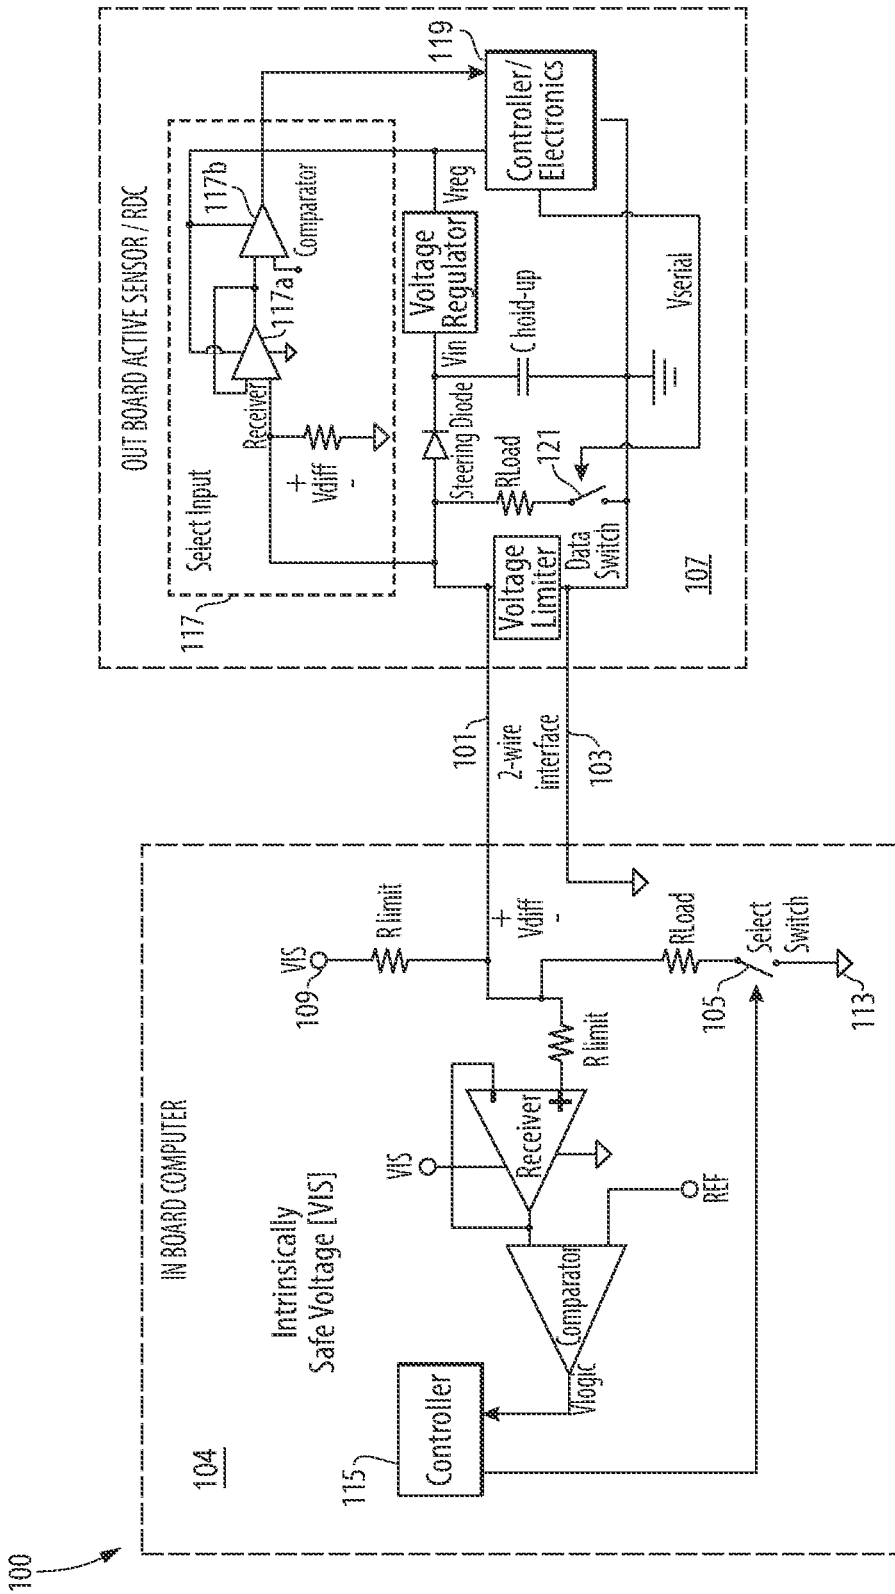 100
IN BOARD COMPUTER
104
Intrinsically
Safe Voltage [VIS]
115
Controller
Vlogic
Comparator
REF
VIS
Receiver
-
+
R limit
VIS
109
R limit
+
Vdiff
-
RLoad
105
Select
Switch
113
101
2-wire
interface
103
OUT BOARD ACTIVE SENSOR / RDC
117
Select Input
+
Vdiff
-
Receiver
117a
117b
Comparator
119
Controller/
Electronics
Voltage
Limiter
Steering Diode
RLoad
121
Data
Switch
Vin
Voltage
Regulator
Vreg
C hold-up
Vserial
107